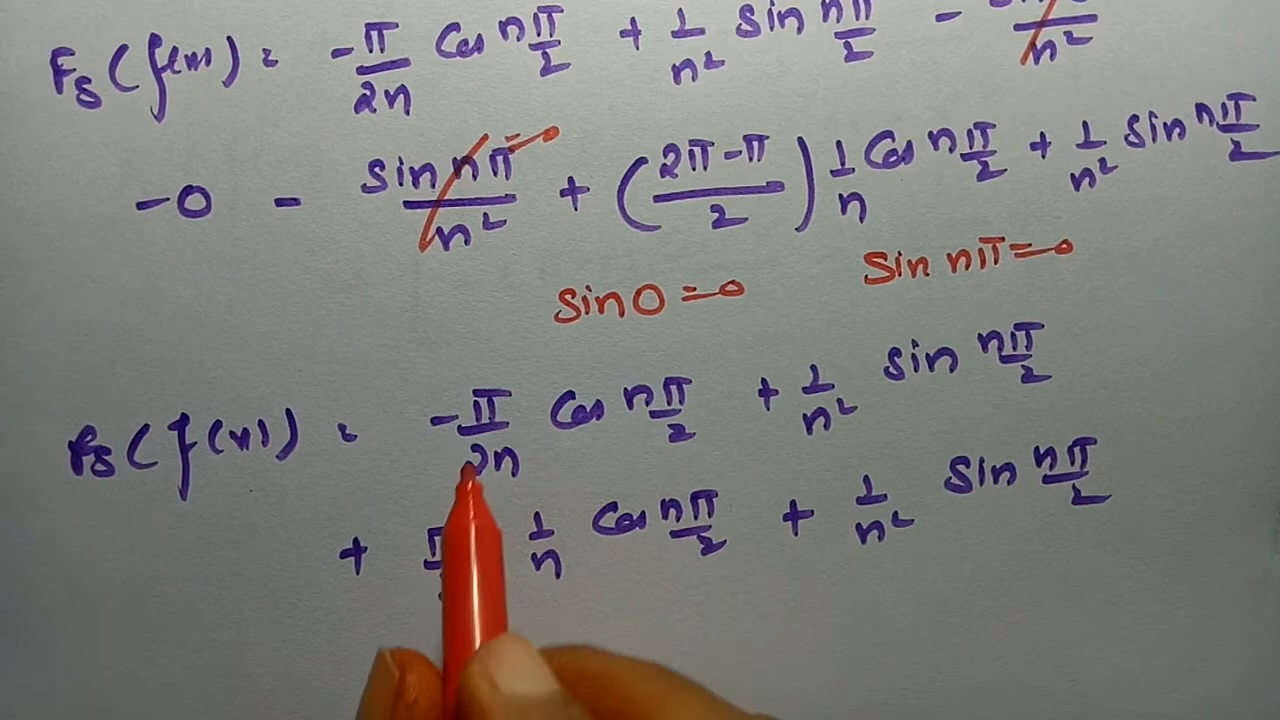 Fs(f(x)) = -π/2n Cos nπ/2 + 1/n² Sin nπ/2 - /n²
-0 - Sin nπ/n² = 0 + (2π-π/2) 1/n Cos nπ/2 + 1/n² Sin nπ/2
Sin 0 = 0 Sin nπ = 0
Fs(f(x)) = -π/2n Cos nπ/2 + 1/n² Sin nπ/2
+ 1/n Cos nπ/2 + 1/n² Sin nπ/2